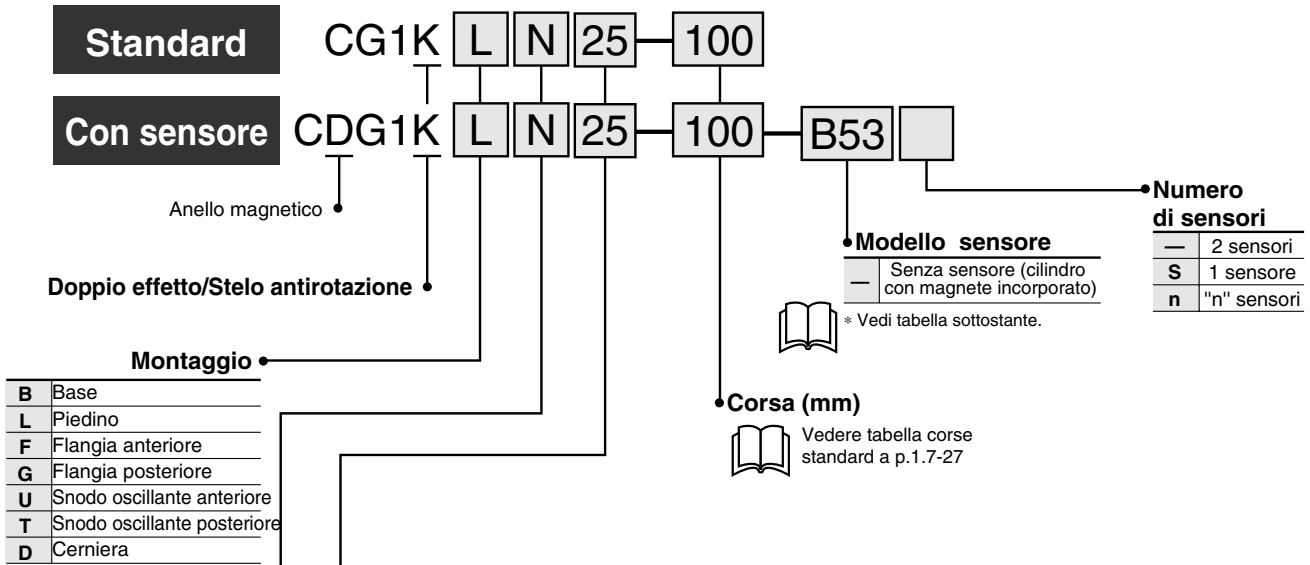 Standard CG1K L N 25 — 100
Con sensore CDG1K L N 25 — 100 — B53
Anello magnetico
Doppio effetto/Stelo antirotazione
Numero
di sensori
— 2 sensori
S 1 sensore
n "n" sensori
Modello sensore
— Senza sensore (cilindro
con magnete incorporato)
* Vedi tabella sottostante.
Montaggio
B Base
L Piedino
F Flangia anteriore
G Flangia posteriore
U Snodo oscillante anteriore
T Snodo oscillante posteriore
D Cerniera
Corsa (mm)
Vedere tabella corse
standard a p.1.7-27